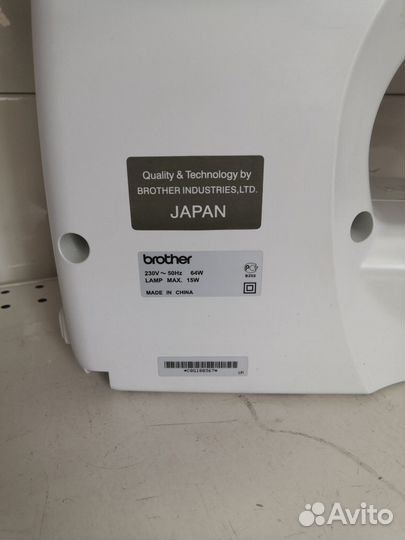 Quality & Technology by
BROTHER INDUSTRIES,LTD.
JAPAN
brother
230V ~ 50Hz 64W
LAMP MAX. 15W
MADE IN CHINA
Avito